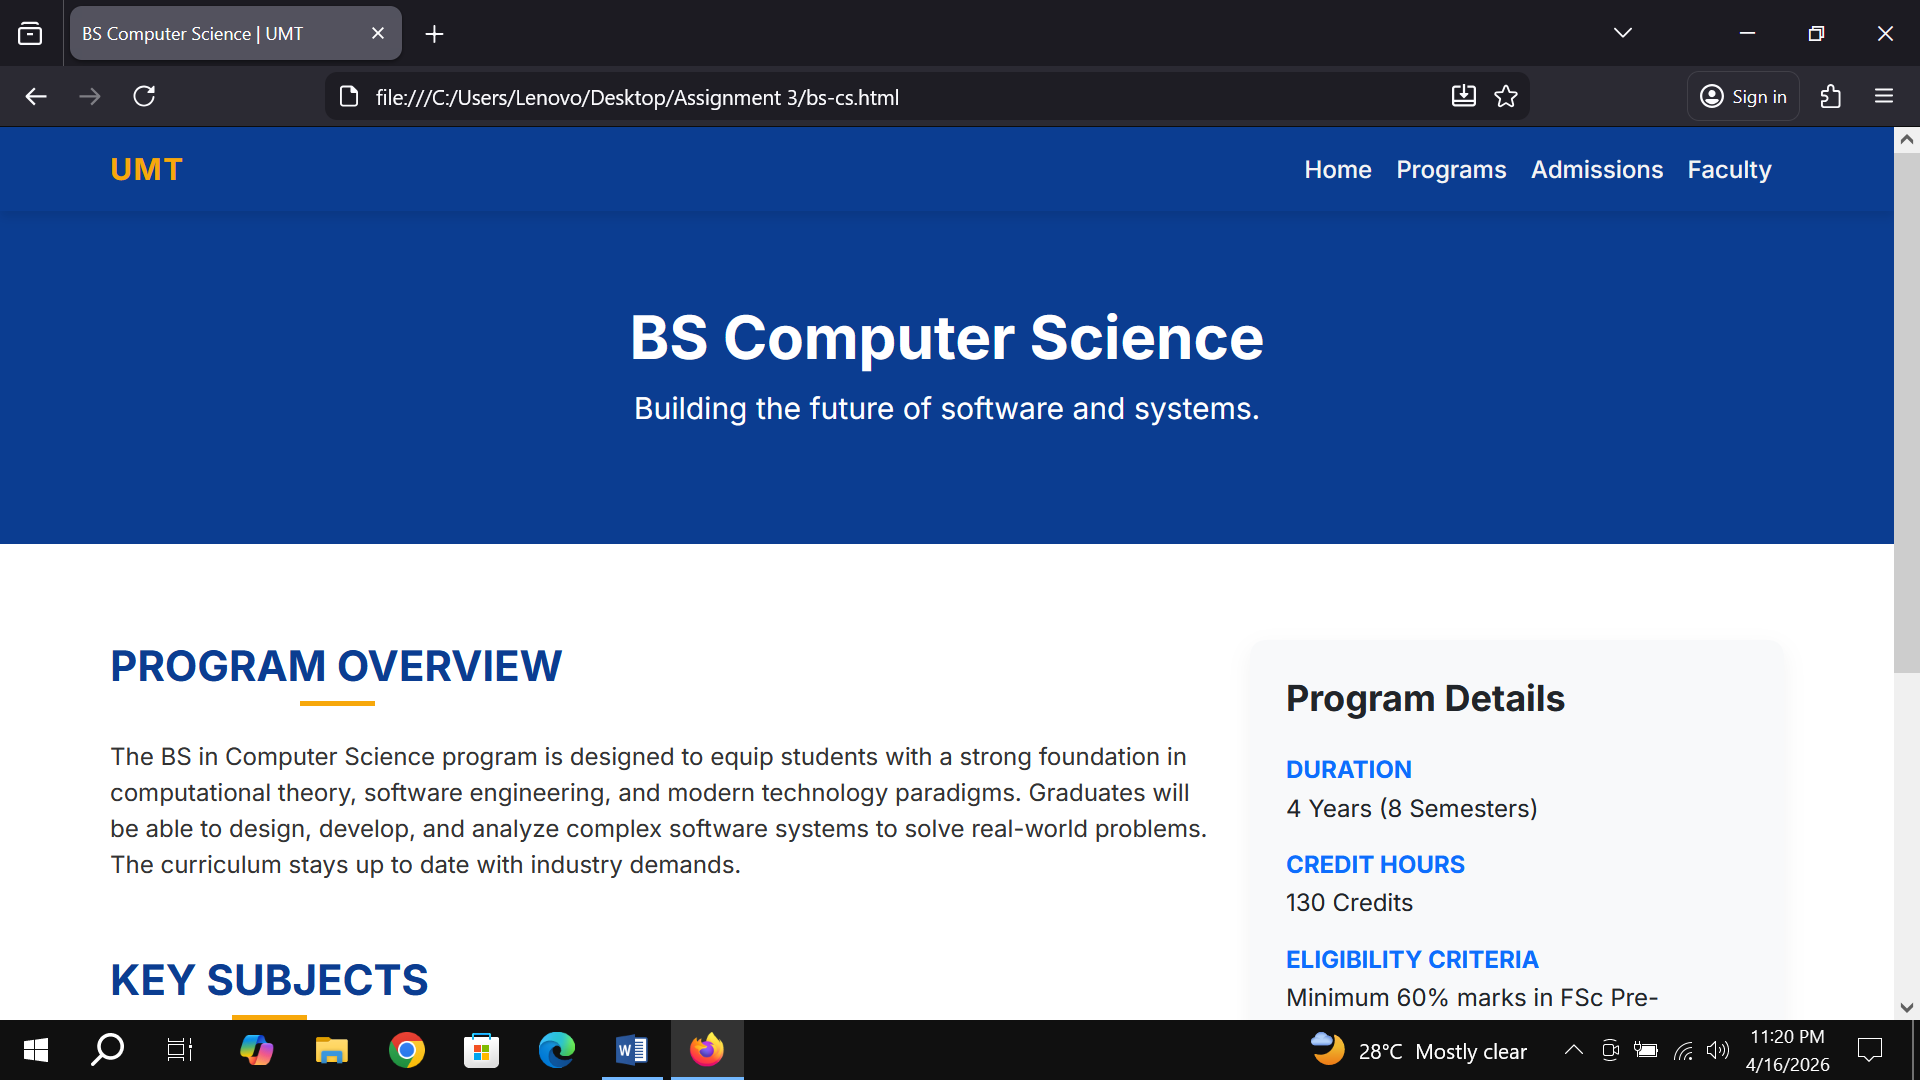 BS Computer Science | UMT
file:///C:/Users/Lenovo/Desktop/Assignment 3/bs-cs.html
Sign in
UMT
Home Programs Admissions Faculty
BS Computer Science
Building the future of software and systems.
PROGRAM OVERVIEW
The BS in Computer Science program is designed to equip students with a strong foundation in
computational theory, software engineering, and modern technology paradigms. Graduates will
be able to design, develop, and analyze complex software systems to solve real-world problems.
The curriculum stays up to date with industry demands.
KEY SUBJECTS
Program Details
DURATION
4 Years (8 Semesters)
CREDIT HOURS
130 Credits
ELIGIBILITY CRITERIA
Minimum 60% marks in FSc Pre-
28°C Mostly clear
11:20 PM
4/16/2026